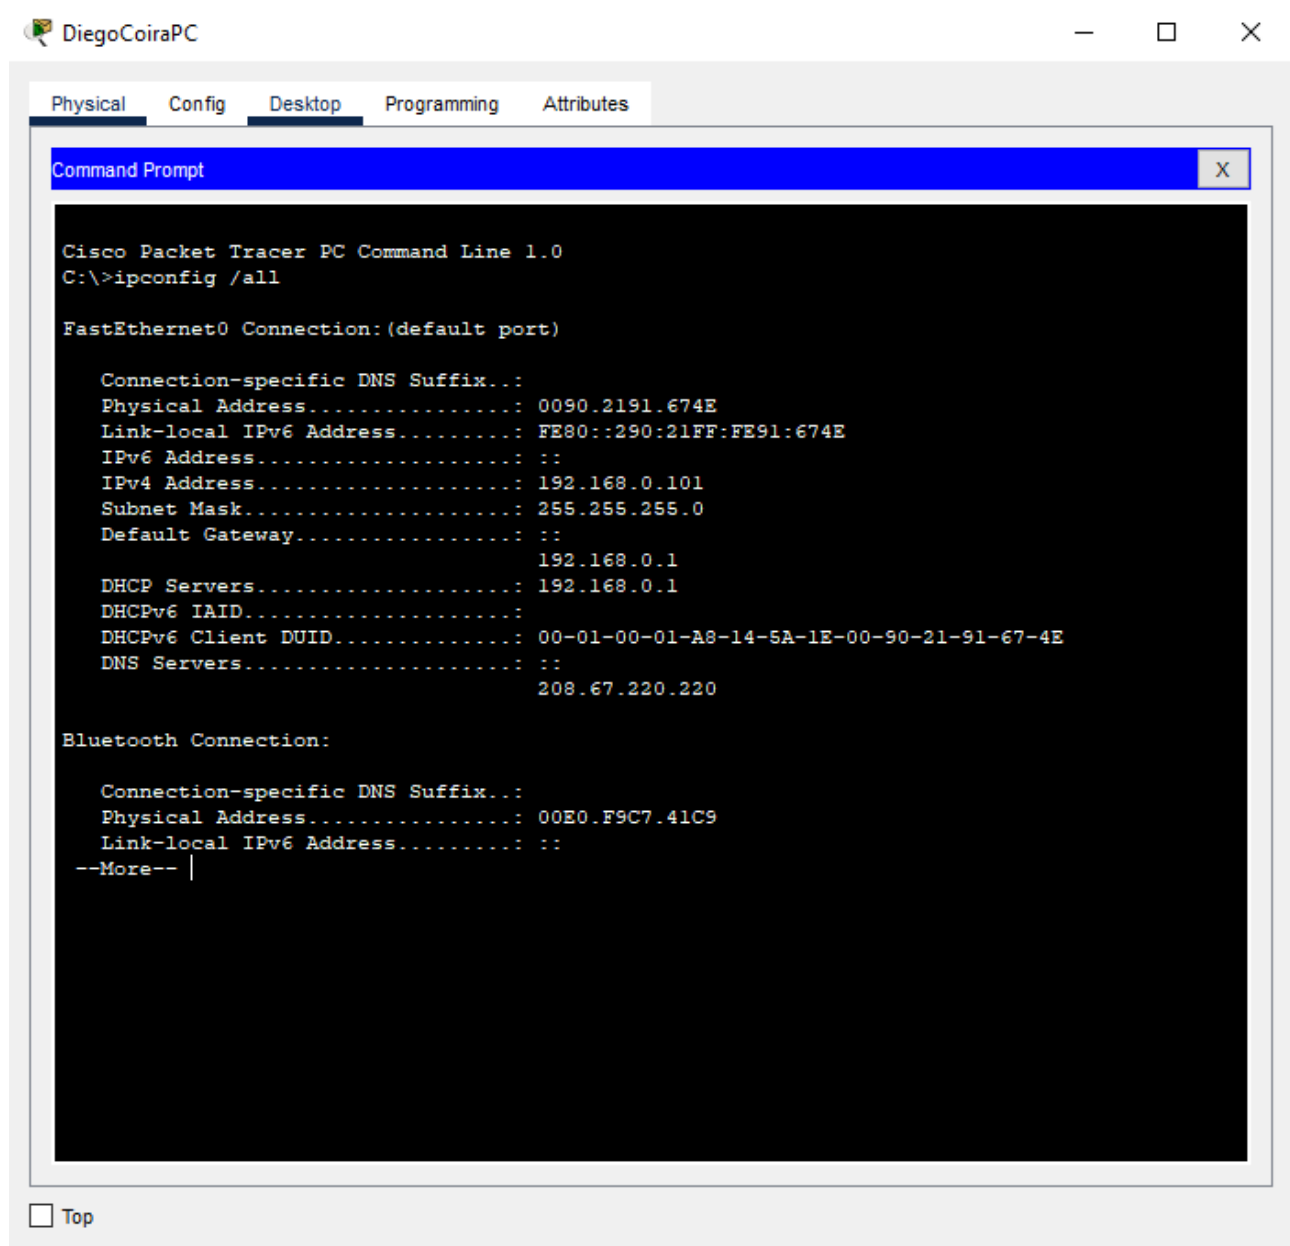 DiegoCoiraPC
Physical Config Desktop Programming Attributes
Command Prompt X
Cisco Packet Tracer PC Command Line 1.0
C:\>ipconfig /all
FastEthernet0 Connection:(default port)
Connection-specific DNS Suffix..:
Physical Address................: 0090.2191.674E
Link-local IPv6 Address.........: FE80::290:21FF:FE91:674E
IPv6 Address....................: ::
IPv4 Address....................: 192.168.0.101
Subnet Mask.....................: 255.255.255.0
Default Gateway.................: ::
192.168.0.1
DHCP Servers....................: 192.168.0.1
DHCPv6 IAID.....................:
DHCPv6 Client DUID..............: 00-01-00-01-A8-14-5A-1E-00-90-21-91-67-4E
DNS Servers.....................: ::
208.67.220.220
Bluetooth Connection:
Connection-specific DNS Suffix..:
Physical Address................: 00E0.F9C7.41C9
Link-local IPv6 Address.........: ::
--More--
Top